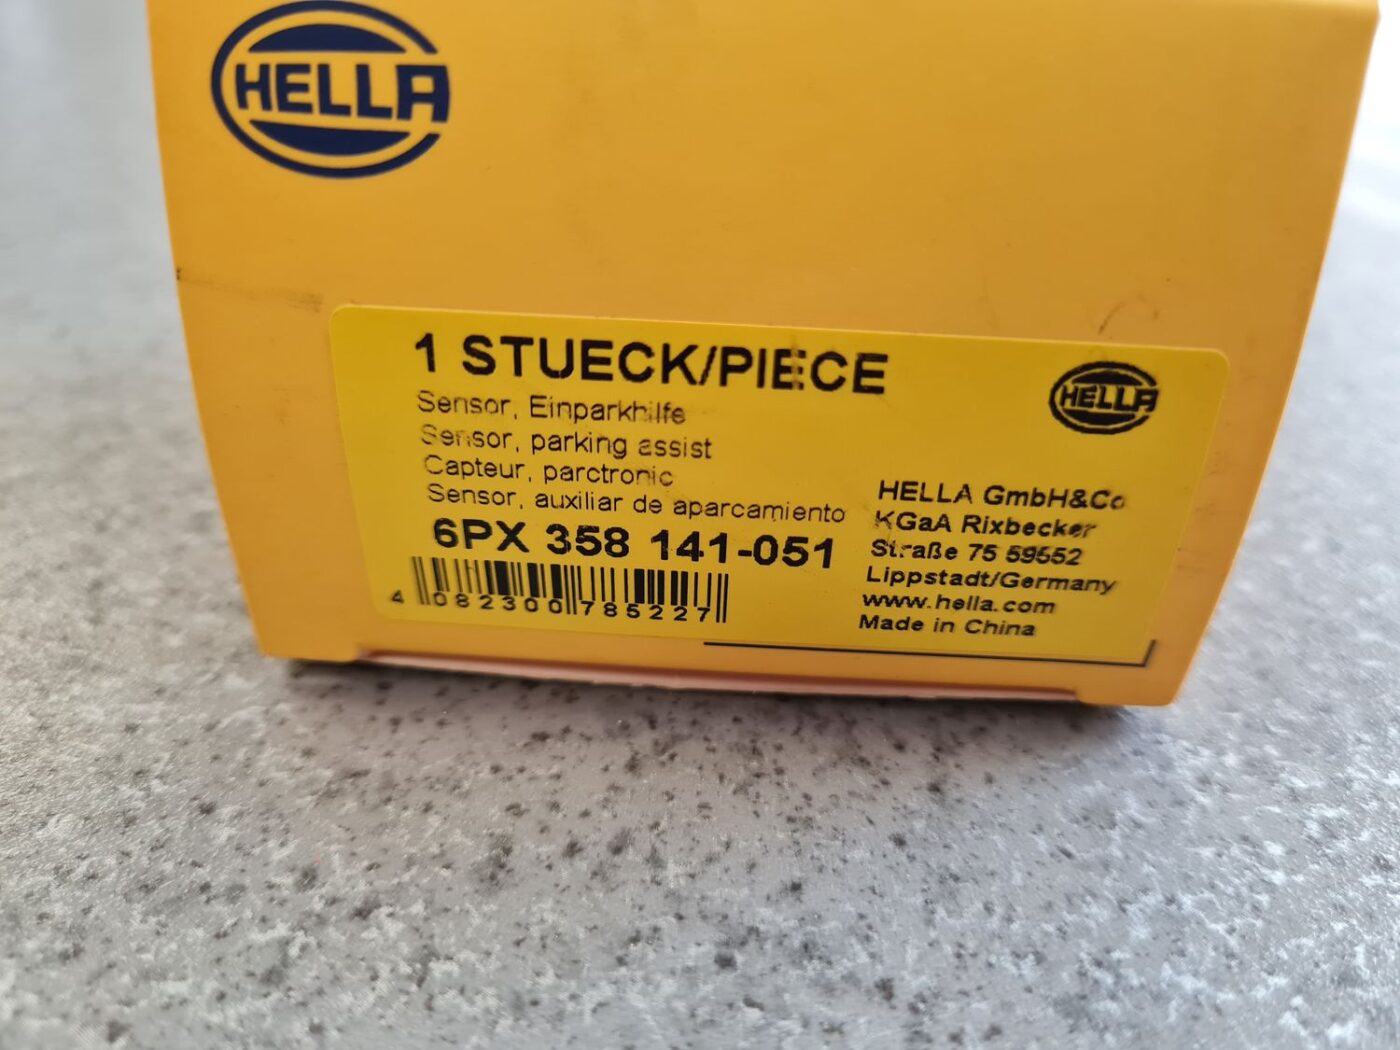 HELLA
1 STUECK/PIECE
HELLA
Sensor, Einparkhilfe
Sensor, parking assist
Capteur, parctronic
Sensor, auxiliar de aparcamiento
6PX 358 141-051
4 082300 785227
HELLA GmbH&Co
KGaA Rixbecker
Straße 75 59552
Lippstadt/Germany
www.hella.com
Made in China